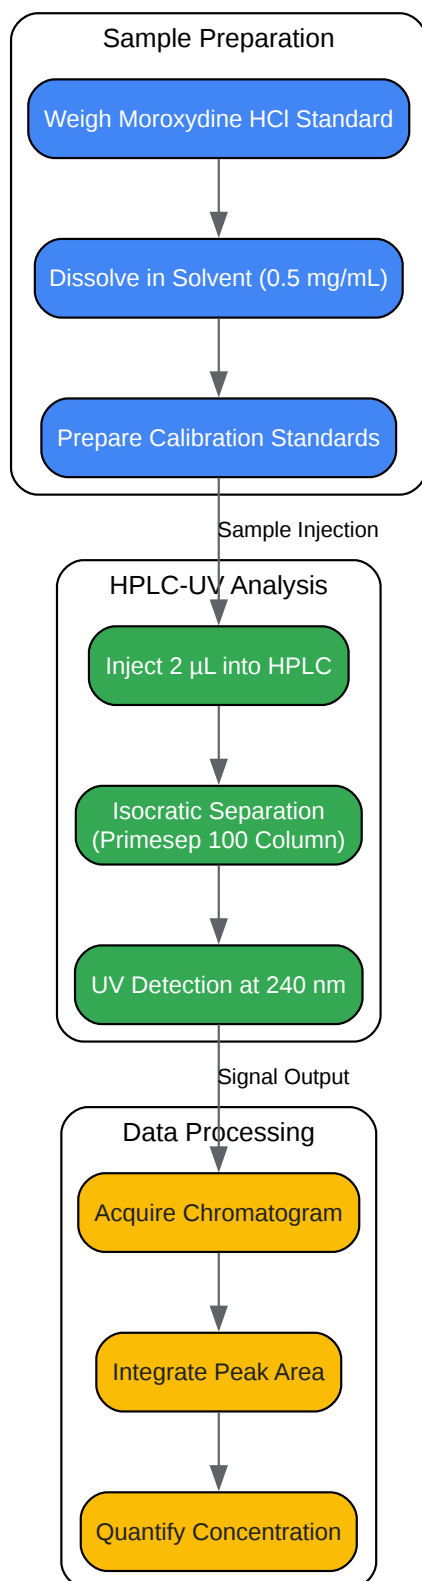 Sample Preparation
Weigh Moroxydine HCl Standard
Dissolve in Solvent (0.5 mg/mL)
Prepare Calibration Standards
Sample Injection
HPLC-UV Analysis
Inject 2 µL into HPLC
Isocratic Separation
(Primesep 100 Column)
UV Detection at 240 nm
Signal Output
Data Processing
Acquire Chromatogram
Integrate Peak Area
Quantify Concentration